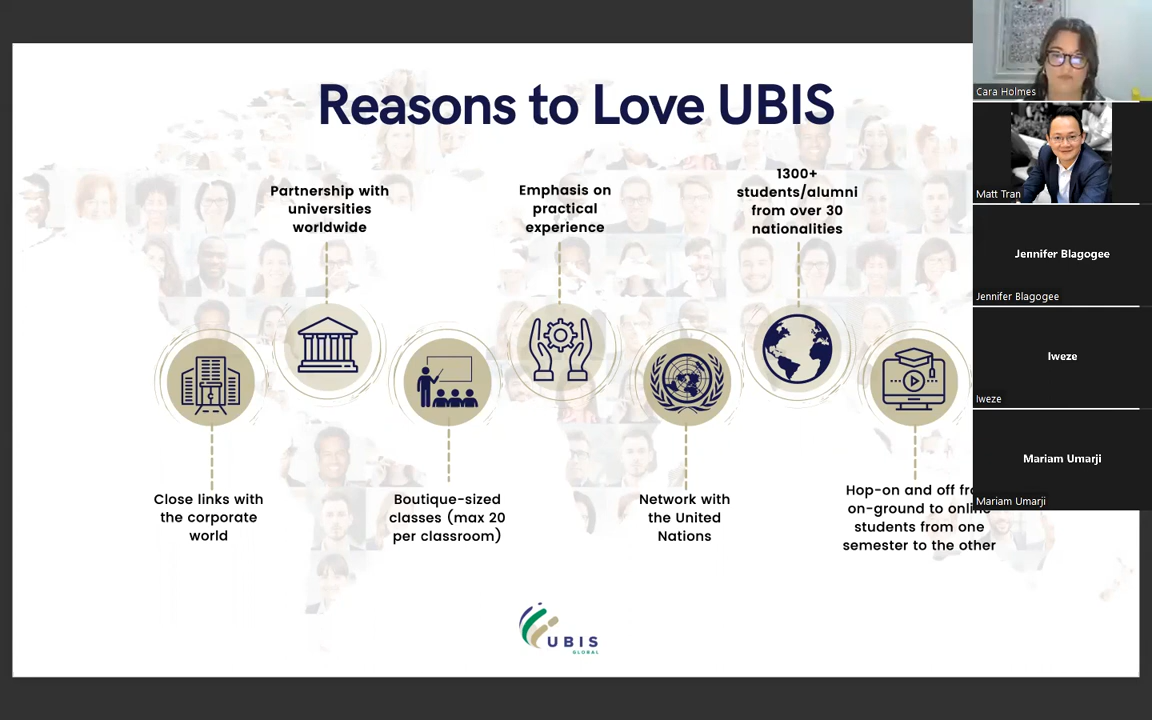 Reasons to Love UBIS
Partnership with
universities
worldwide
Emphasis on
practical
experience
1300+
students/alumni
from over 30
nationalities
Close links with
the corporate
world
Boutique-sized
classes (max 20
per classroom)
Network with
the United
Nations
Hop-on and off
on-ground to online
students from one
semester to the other
UBIS
GLOBAL
Cara Holmes
Matt Tran
Jennifer Blagogee
Jennifer Blagogee
Iweze
Iweze
Mariam Umarji
Mariam Umarji